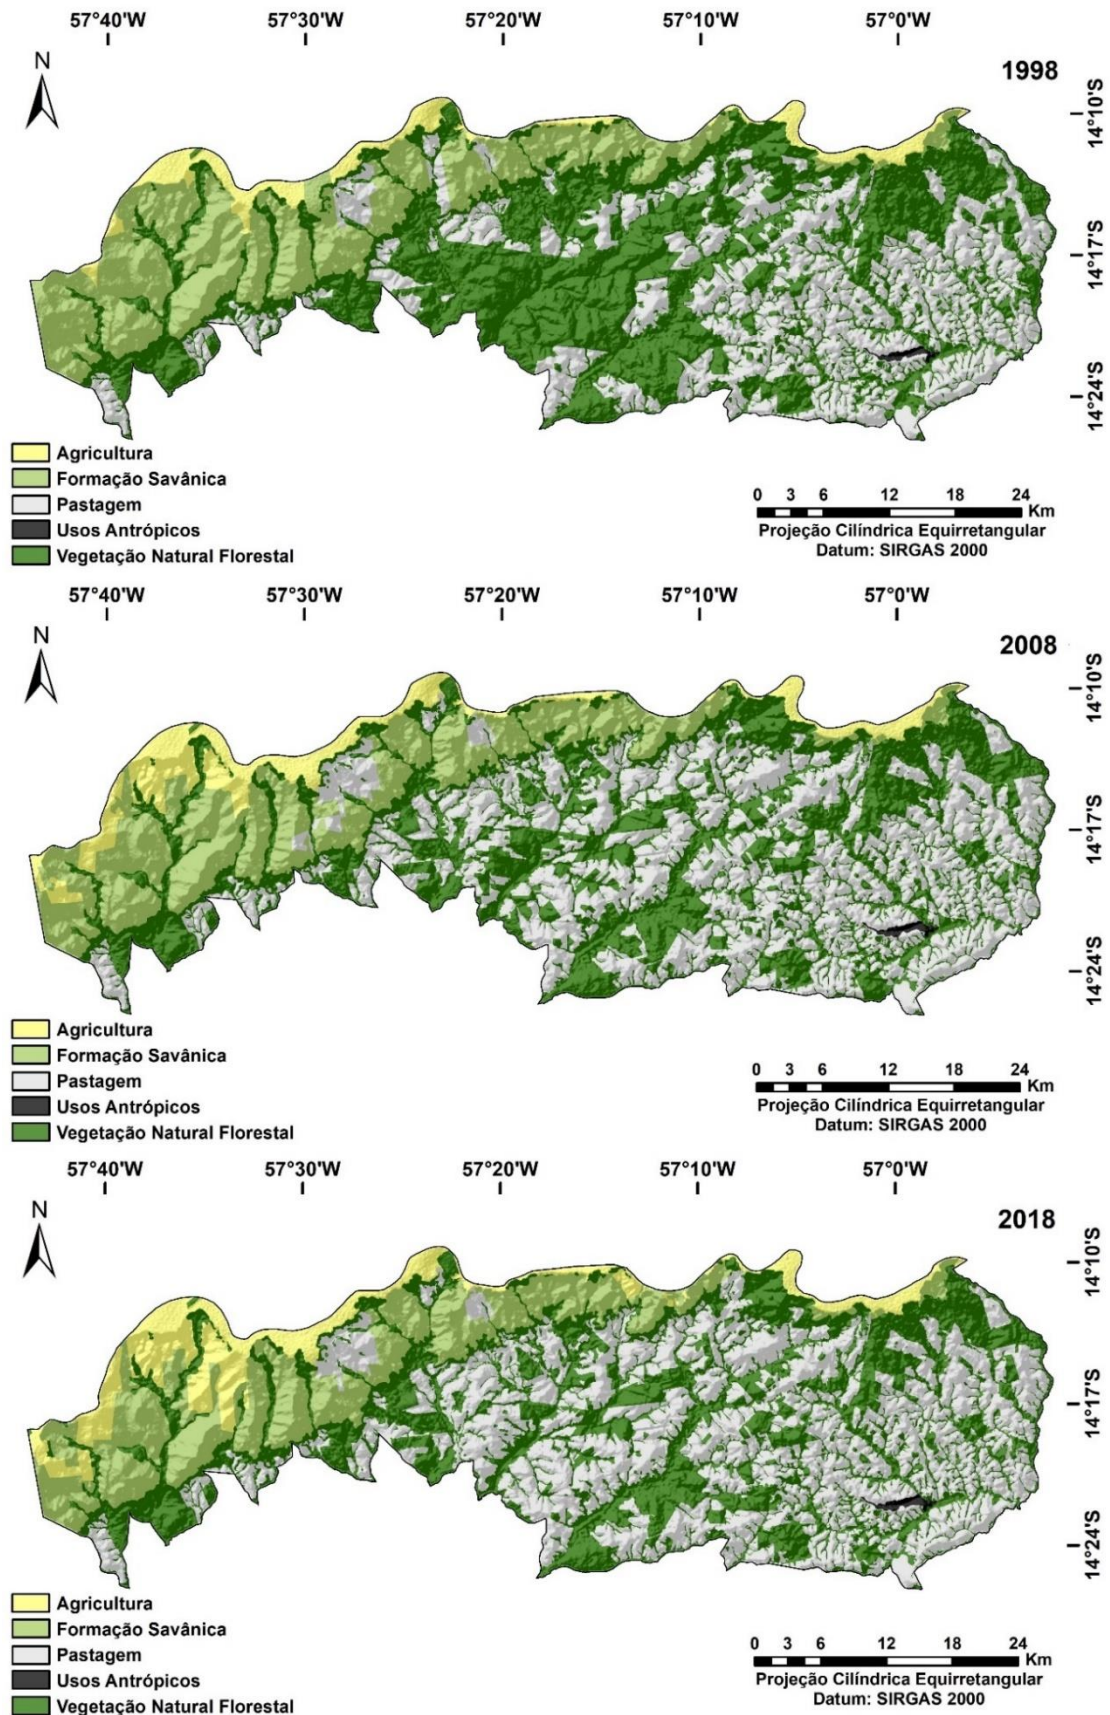 57°40'W 57°30'W 57°20'W 57°10'W 57°0'W
N
1998
14°10'S
14°17'S
14°24'S
Agricultura
Formação Savânica
Pastagem
Usos Antrópicos
Vegetação Natural Florestal
0 3 6 12 18 24
Km
Projeção Cilíndrica Equirretangular
Datum: SIRGAS 2000
57°40'W 57°30'W 57°20'W 57°10'W 57°0'W
N
2008
14°10'S
14°17'S
14°24'S
Agricultura
Formação Savânica
Pastagem
Usos Antrópicos
Vegetação Natural Florestal
0 3 6 12 18 24
Km
Projeção Cilíndrica Equirretangular
Datum: SIRGAS 2000
57°40'W 57°30'W 57°20'W 57°10'W 57°0'W
N
2018
14°10'S
14°17'S
14°24'S
Agricultura
Formação Savânica
Pastagem
Usos Antrópicos
Vegetação Natural Florestal
0 3 6 12 18 24
Km
Projeção Cilíndrica Equirretangular
Datum: SIRGAS 2000